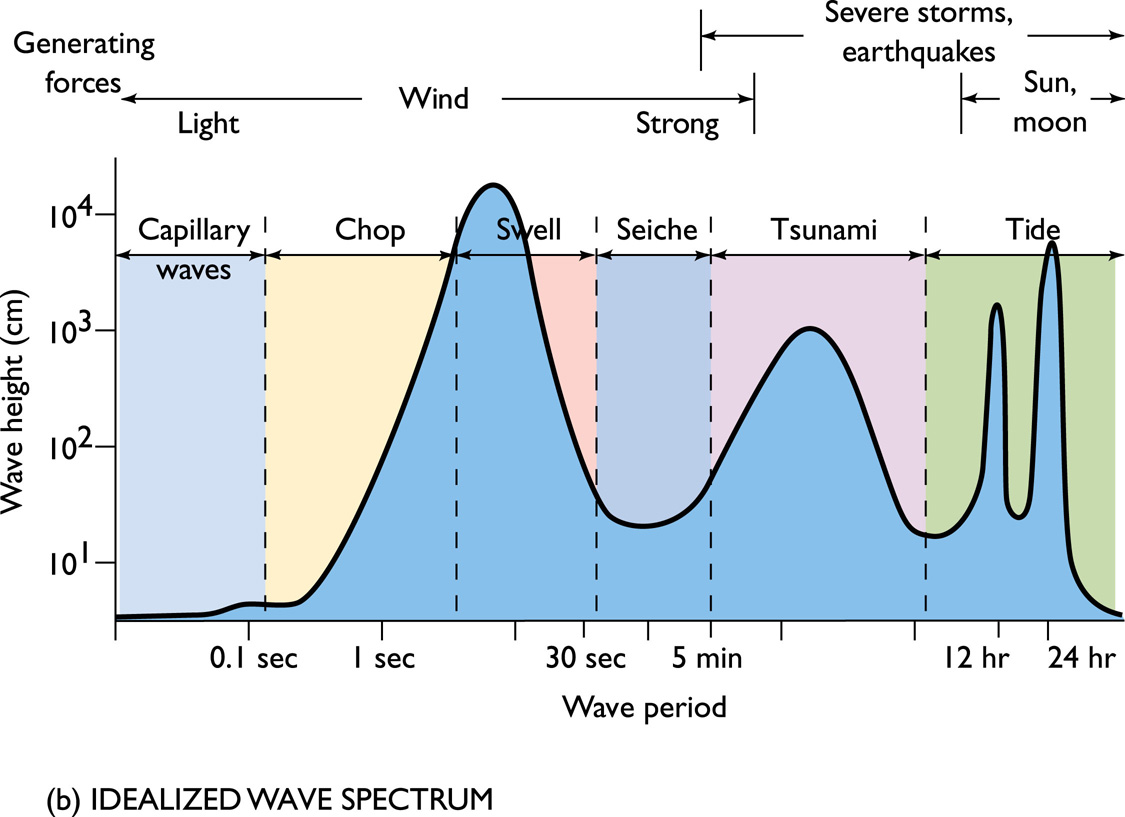 Severe storms,
earthquakes
Generating
forces
Sun,
moon
Wind
Light
Strong
10⁴
10³
10²
10¹
Wave height (cm)
Capillary
waves
Chop
Swell
Seiche
Tsunami
Tide
0.1 sec
1 sec
30 sec
5 min
12 hr
24 hr
Wave period
(b) IDEALIZED WAVE SPECTRUM